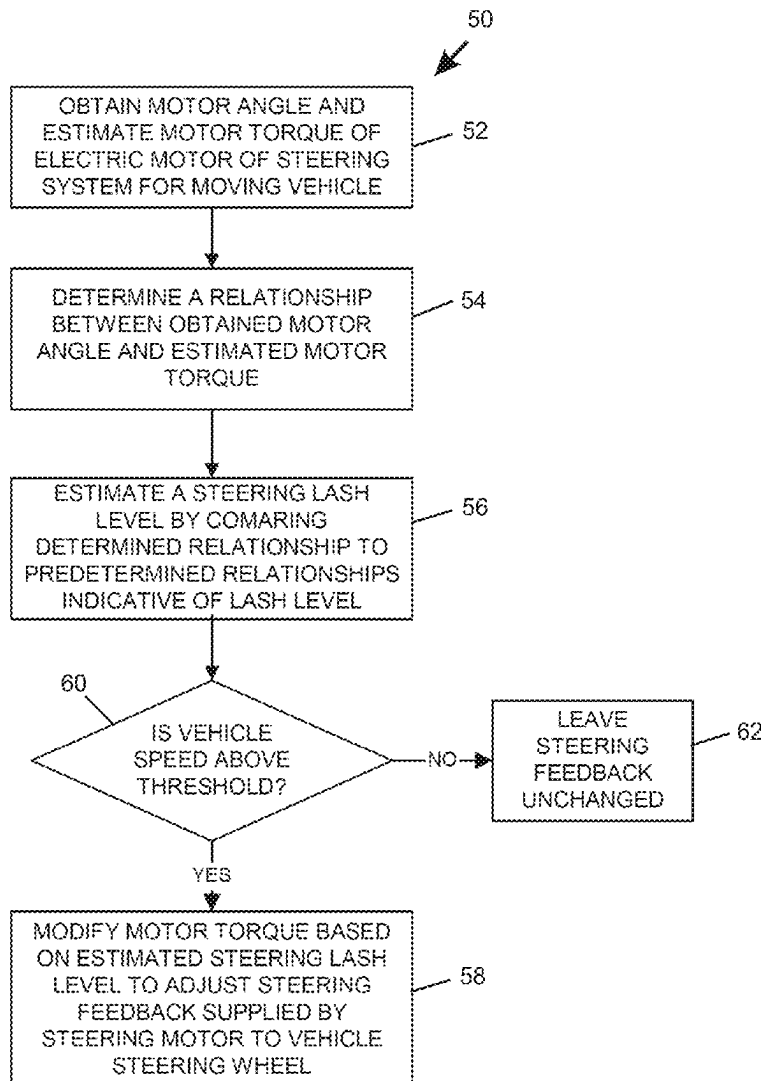 50
OBTAIN MOTOR ANGLE AND
ESTIMATE MOTOR TORQUE OF
ELECTRIC MOTOR OF STEERING
SYSTEM FOR MOVING VEHICLE
52
DETERMINE A RELATIONSHIP
BETWEEN OBTAINED MOTOR
ANGLE AND ESTIMATED MOTOR
TORQUE
54
ESTIMATE A STEERING LASH
LEVEL BY COMARING
DETERMINED RELATIONSHIP TO
PREDETERMINED RELATIONSHIPS
INDICATIVE OF LASH LEVEL
56
60
IS VEHICLE
SPEED ABOVE
THRESHOLD?
NO
LEAVE
STEERING
FEEDBACK
UNCHANGED
62
YES
MODIFY MOTOR TORQUE BASED
ON ESTIMATED STEERING LASH
LEVEL TO ADJUST STEERING
FEEDBACK SUPPLIED BY
STEERING MOTOR TO VEHICLE
STEERING WHEEL
58